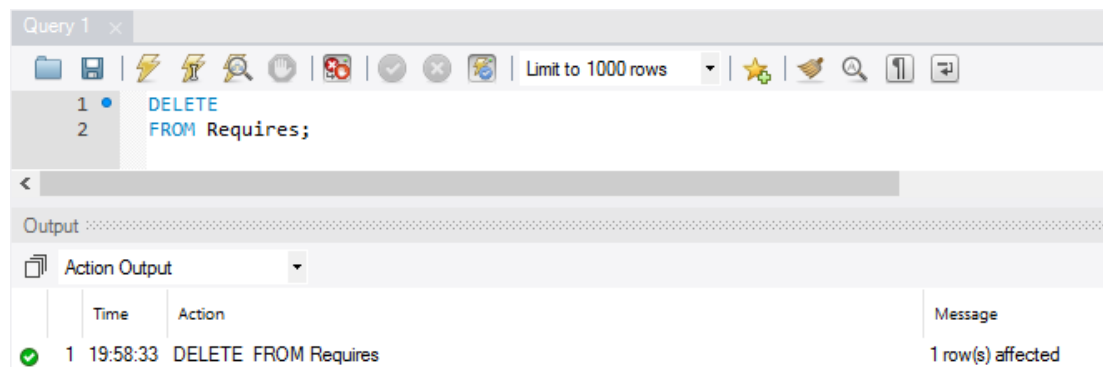 Query 1
Limit to 1000 rows
1 DELETE
2 FROM Requires;
Output
Action Output
Time Action Message
1 19:58:33 DELETE FROM Requires 1 row(s) affected